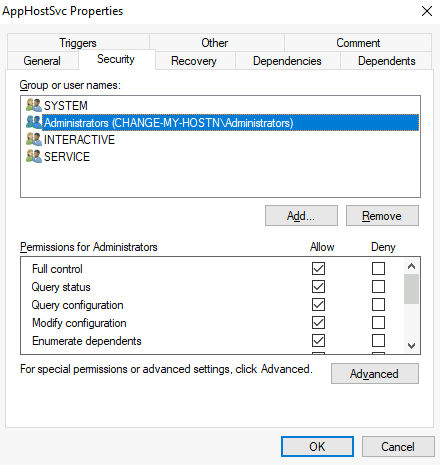 AppHostSvc Properties
Triggers Other Comment
General Security Recovery Dependencies Dependents
Group or user names:
SYSTEM
Administrators (CHANGE-MY-HOSTN\Administrators)
INTERACTIVE
SERVICE
Add... Remove
Permissions for Administrators Allow Deny
Full control
Query status
Query configuration
Modify configuration
Enumerate dependents
For special permissions or advanced settings, click Advanced. Advanced
OK Cancel